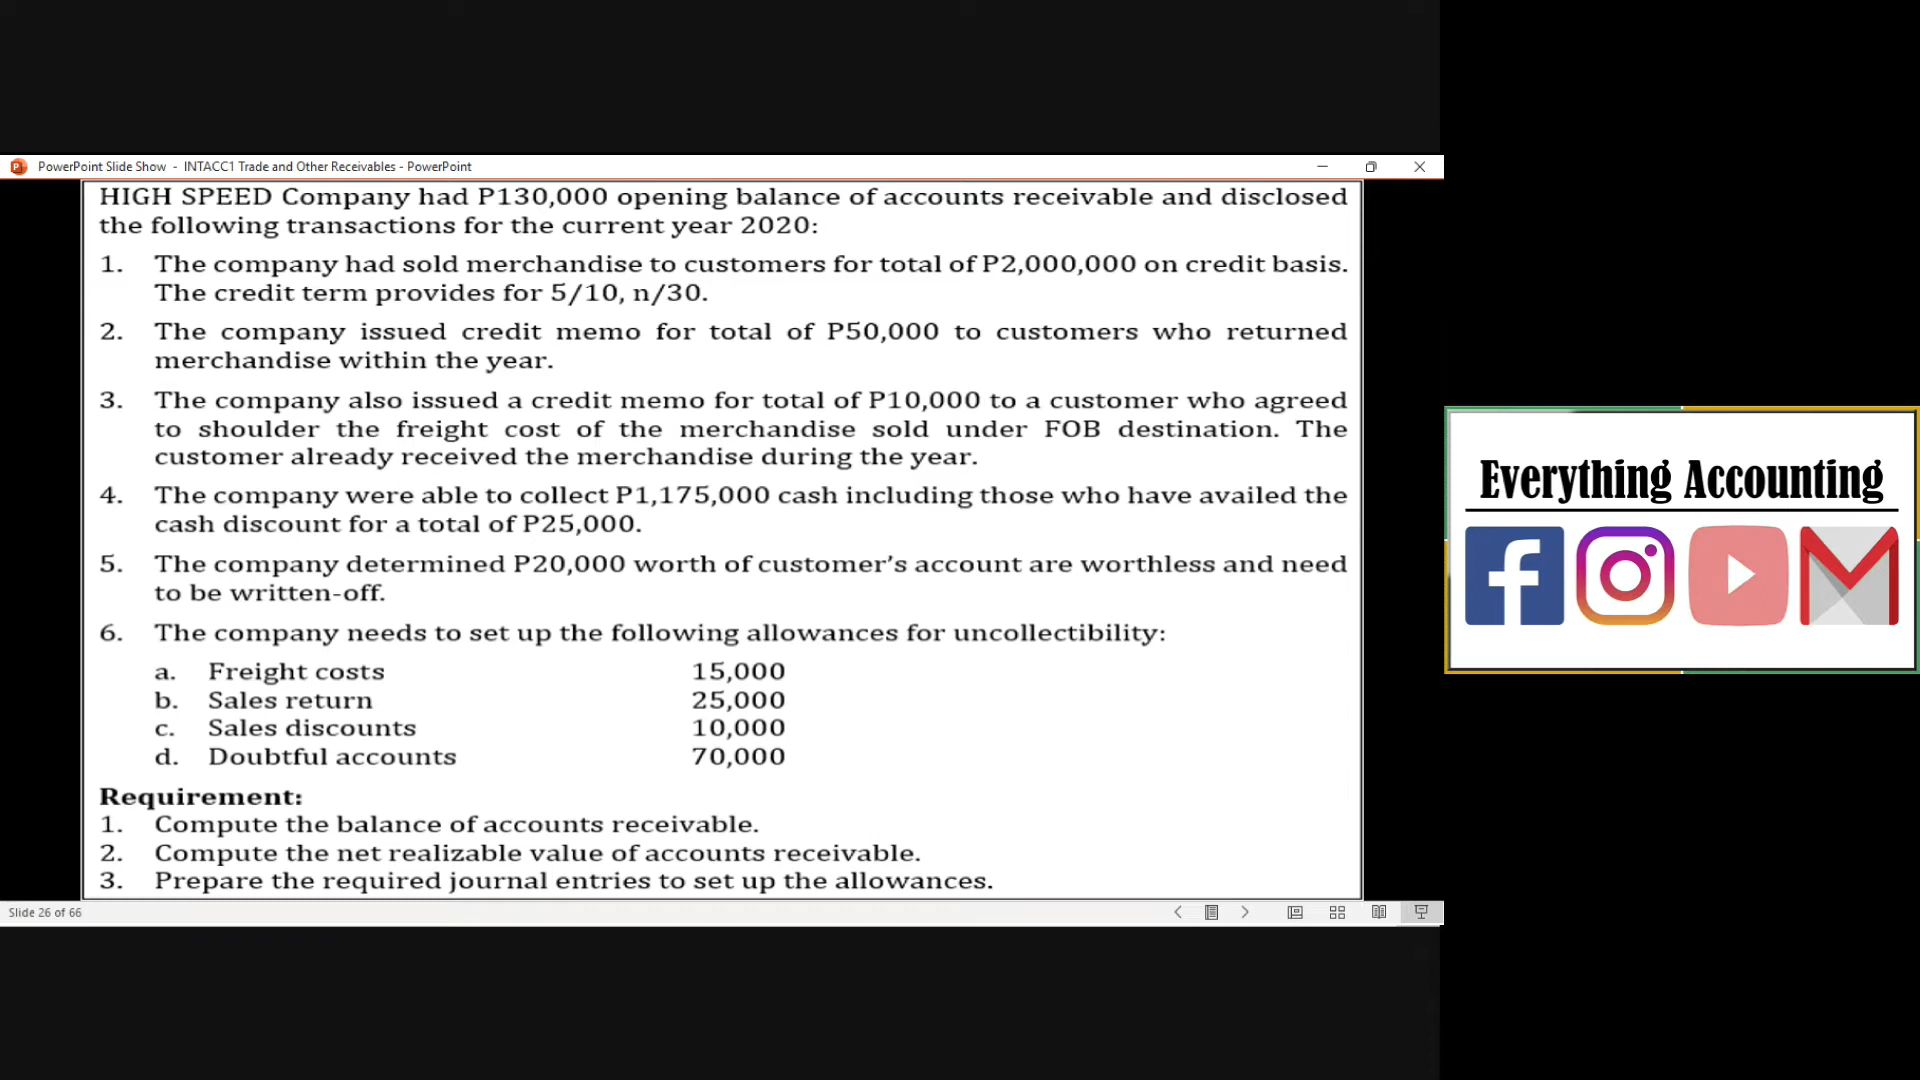 PowerPoint Slide Show - INTACC1 Trade and Other Receivables - PowerPoint
HIGH SPEED Company had P130,000 opening balance of accounts receivable and disclosed
the following transactions for the current year 2020:
1. The company had sold merchandise to customers for total of P2,000,000 on credit basis.
The credit term provides for 5/10, n/30.
2. The company issued credit memo for total of P50,000 to customers who returned
merchandise within the year.
3. The company also issued a credit memo for total of P10,000 to a customer who agreed
to shoulder the freight cost of the merchandise sold under FOB destination. The
customer already received the merchandise during the year.
4. The company were able to collect P1,175,000 cash including those who have availed the
cash discount for a total of P25,000.
5. The company determined P20,000 worth of customer's account are worthless and need
to be written-off.
6. The company needs to set up the following allowances for uncollectibility:
a. Freight costs 15,000
b. Sales return 25,000
c. Sales discounts 10,000
d. Doubtful accounts 70,000
Requirement:
1. Compute the balance of accounts receivable.
2. Compute the net realizable value of accounts receivable.
3. Prepare the required journal entries to set up the allowances.
Slide 26 of 66
Everything Accounting